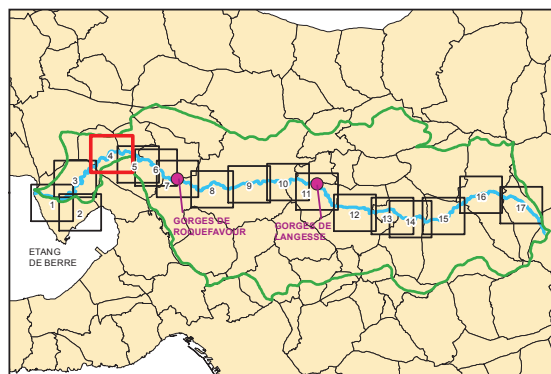 1
2
3
4
5
6
7
8
9
10
11
12
13
14
15
16
17
GORGES DE
ROQUEFAVOUR
GORGES DE
LANGESSE
ETANG
DE BERRE